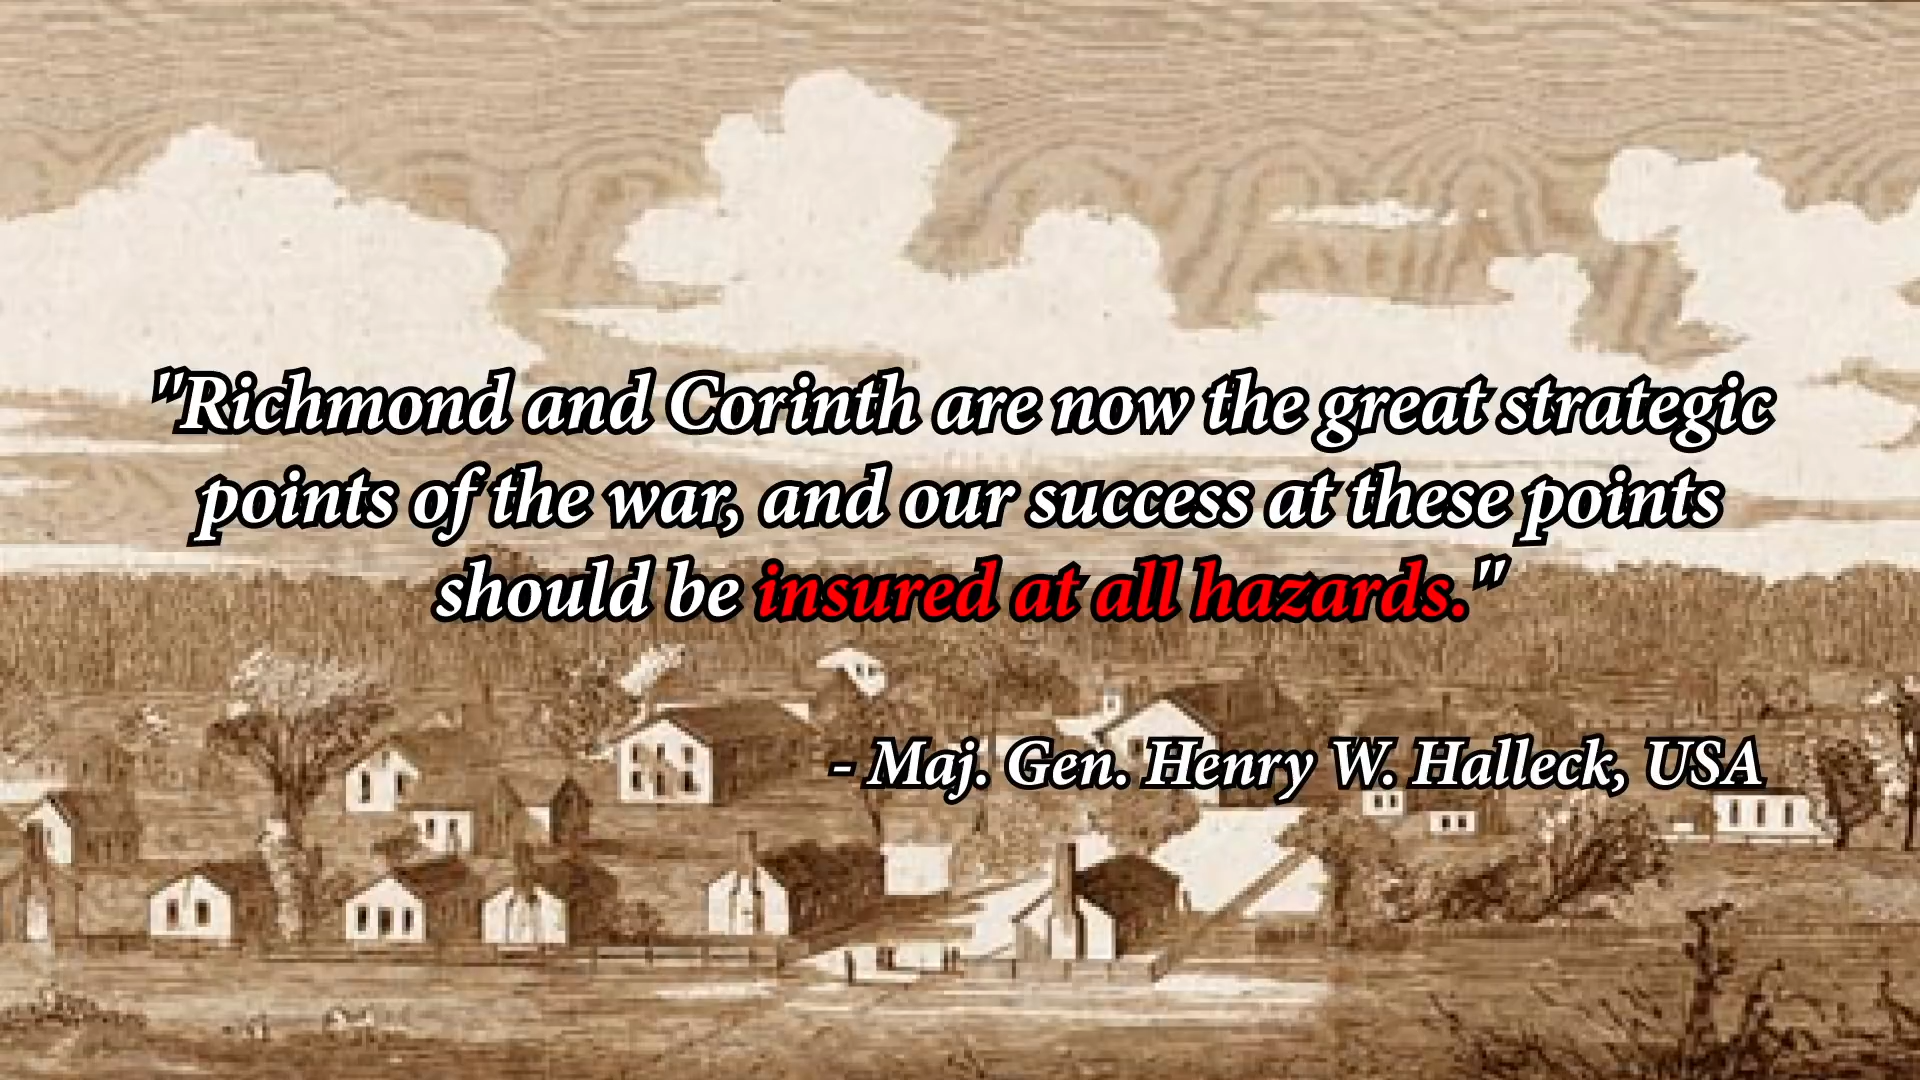 "Richmond and Corinth are now the great strategic
points of the war, and our success at these points
should be insured at all hazards."
- Maj. Gen. Henry W. Halleck, USA